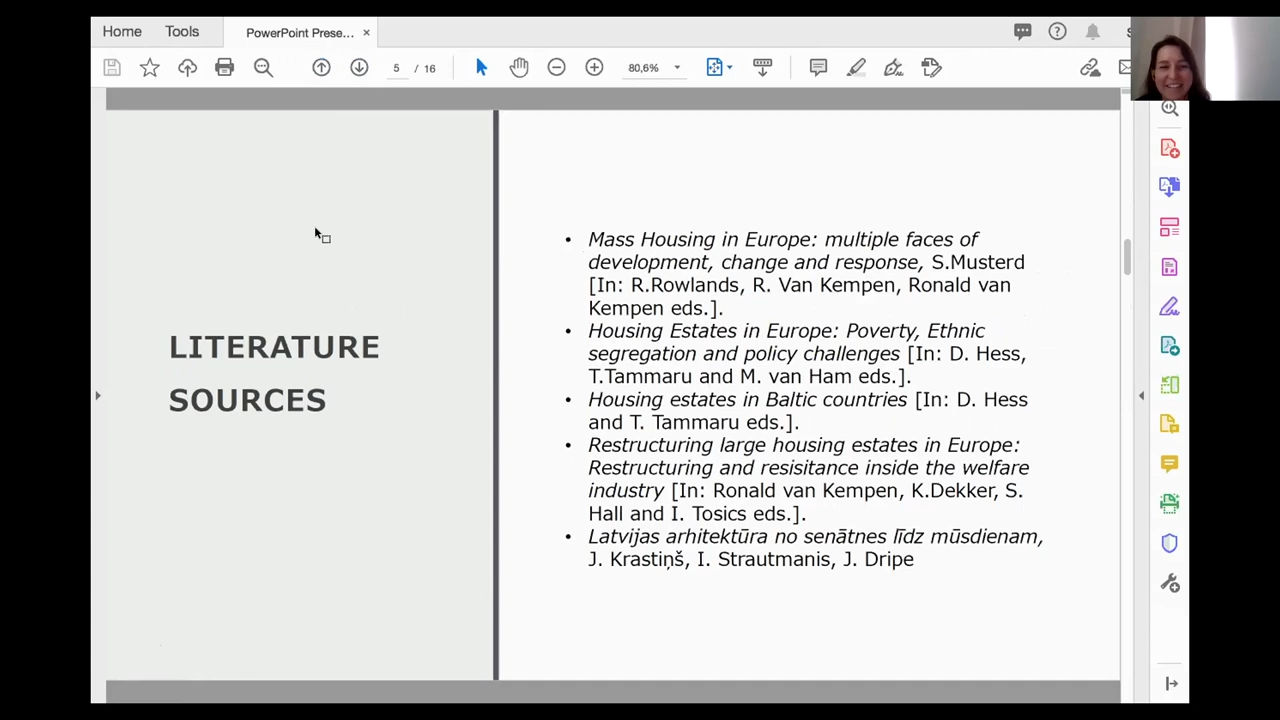 Home
Tools
PowerPoint Prese... ×
5 / 16
80,6%
LITERATURE
SOURCES
• Mass Housing in Europe: multiple faces of
development, change and response, S.Musterd
[In: R.Rowlands, R. Van Kempen, Ronald van
Kempen eds.].
• Housing Estates in Europe: Poverty, Ethnic
segregation and policy challenges [In: D. Hess,
T.Tammaru and M. van Ham eds.].
• Housing estates in Baltic countries [In: D. Hess
and T. Tammaru eds.].
• Restructuring large housing estates in Europe:
Restructuring and resisitance inside the welfare
industry [In: Ronald van Kempen, K.Dekker, S.
Hall and I. Tosics eds.].
• Latvijas arhitektūra no senātnes līdz mūsdienam,
J. Krastiņš, I. Strautmanis, J. Dripe